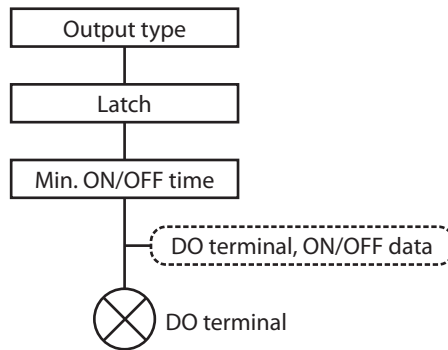 Output type
Latch
Min. ON/OFF time
DO terminal, ON/OFF data
DO terminal